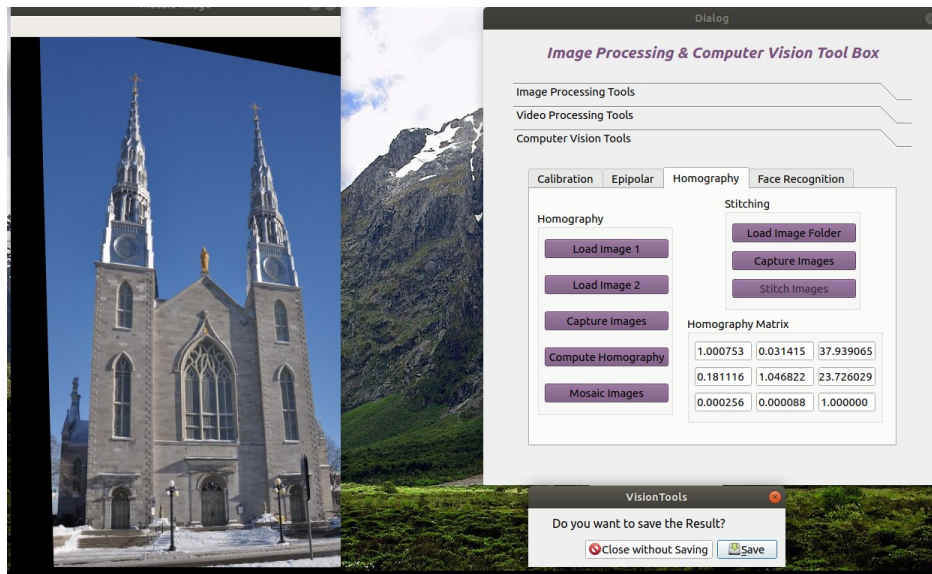 Mosaic Image
Dialog
Image Processing & Computer Vision Tool Box
Image Processing Tools
Video Processing Tools
Computer Vision Tools
Calibration Epipolar Homography Face Recognition
Homography
Load Image 1
Load Image 2
Capture Images
Compute Homography
Mosaic Images
Stitching
Load Image Folder
Capture Images
Stitch Images
Homography Matrix
1.000753 0.031415 37.939065
0.181116 1.046822 23.726029
0.000256 0.000088 1.000000
VisionTools
Do you want to save the Result?
Close without Saving Save